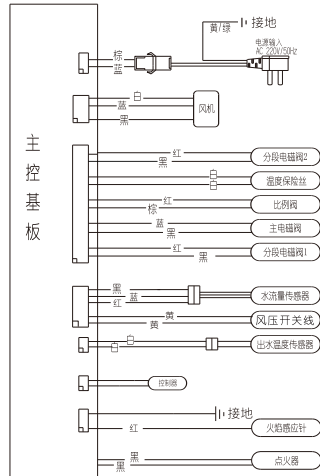 接地
黄/绿
电源输入
AC 220V/50Hz
棕
蓝
白
蓝
黑
风机
主控基板
红
黑
分段电磁阀2
白
白
温度保险丝
红
棕
比例阀
蓝
黑
主电磁阀
红
黑
分段电磁阀1
黑
蓝
红
水流量传感器
黄
黄
风压开关线
白
白
出水温度传感器
控制器
接地
红
火焰感应针
黑
黑
点火器